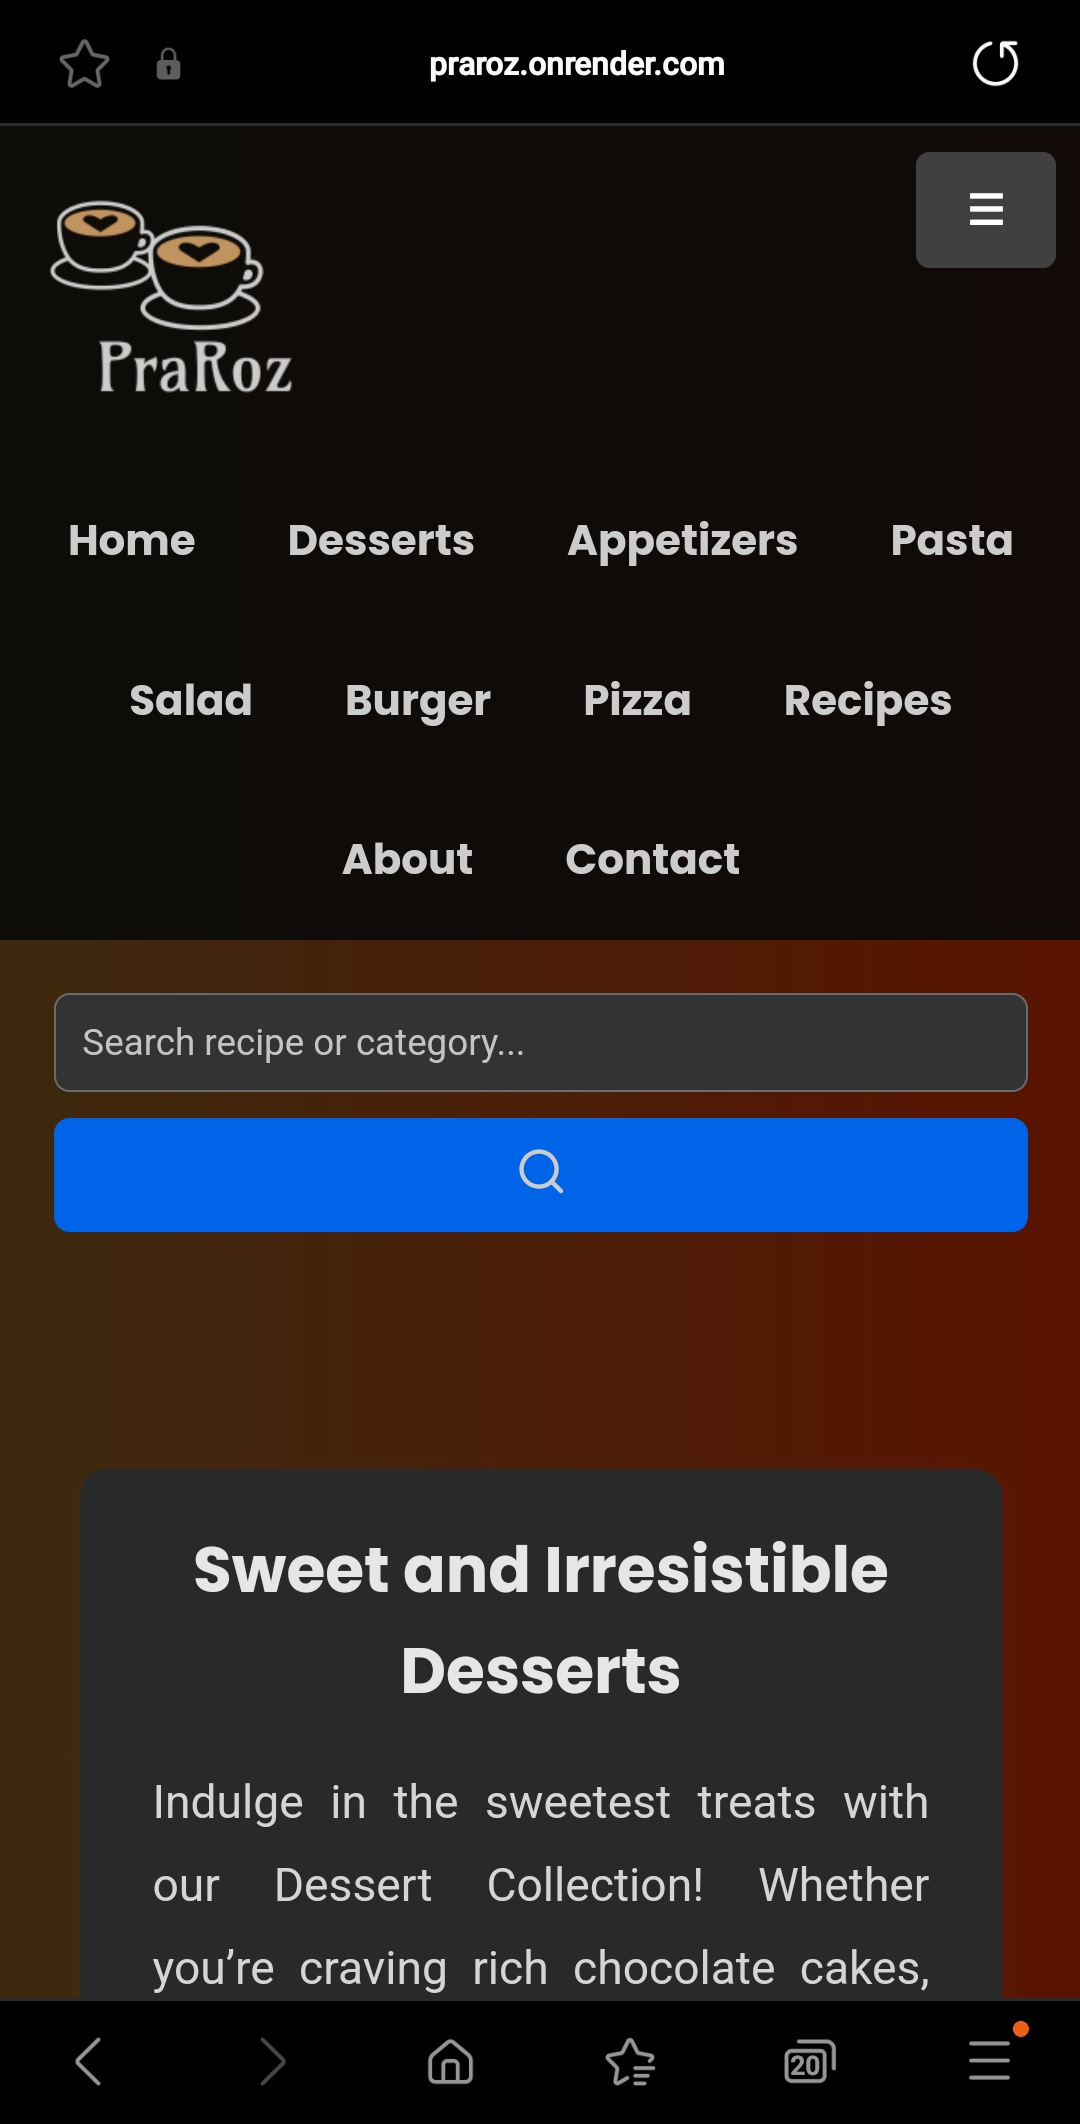 praroz.onrender.com
PraRoz
Home Desserts Appetizers Pasta
Salad Burger Pizza Recipes
About Contact
Search recipe or category...
Sweet and Irresistible
Desserts
Indulge in the sweetest treats with
our Dessert Collection! Whether
you’re craving rich chocolate cakes,
20